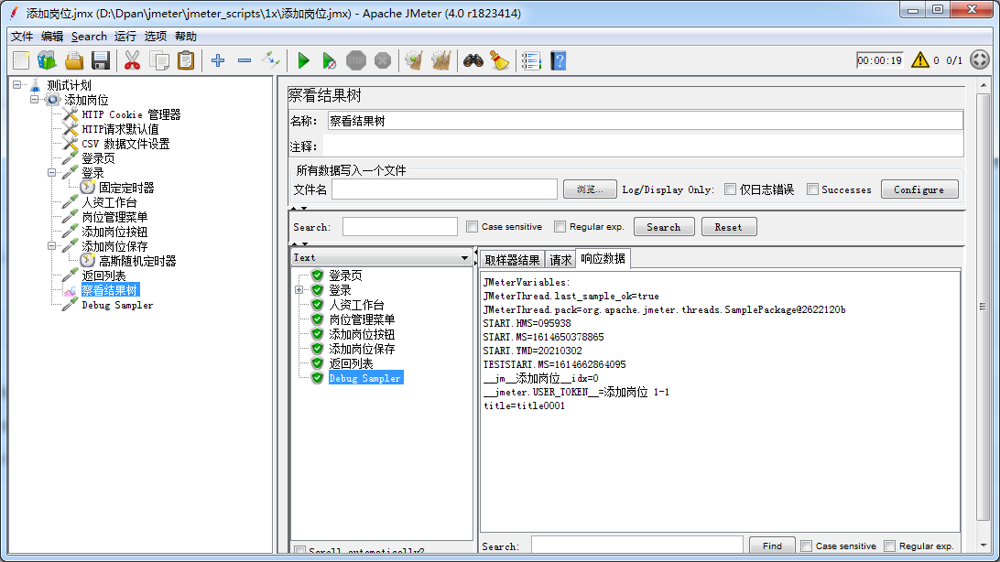 添加岗位.jmx (D:\Dpan\jmeter\jmeter_scripts\1x\添加岗位.jmx) - Apache JMeter (4.0 r1823414)
文件 编辑 Search 运行 选项 帮助
00:00:19 0 0/1
测试计划
添加岗位
HTTP Cookie 管理器
HTTP请求默认值
CSV 数据文件设置
登录页
登录
固定定时器
人资工作台
岗位管理菜单
添加岗位按钮
添加岗位保存
高斯随机定时器
返回列表
察看结果树
Debug Sampler
察看结果树
名称： 察看结果树
注释：
所有数据写入一个文件
文件名 浏览... Log/Display Only: 仅日志错误 Successes Configure
Search: Case sensitive Regular exp. Search Reset
Text
登录页
登录
人资工作台
岗位管理菜单
添加岗位按钮
添加岗位保存
返回列表
Debug Sampler
Scroll automatically?
取样器结果 请求 响应数据
JMeterVariables:
JMeterThread.last_sample_ok=true
JMeterThread.pack=org.apache.jmeter.threads.SamplePackage@2622120b
START.HMS=095938
START.MS=1614650378865
START.YMD=20210302
TESTSTART.MS=1614662864095
__jm__添加岗位__idx=0
__jmeter.USER_TOKEN__=添加岗位 1-1
title=title0001
Search: Find Case sensitive Regular exp.